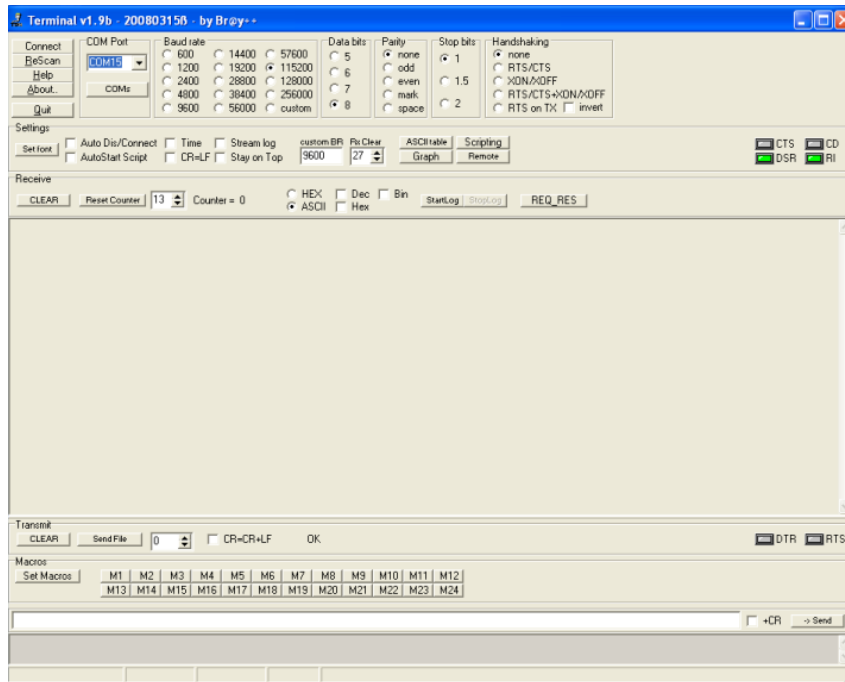 Terminal v1.9b - 20080315ß - by Br@y++
Connect
ReScan
Help
About..
Quit
COM Port
COM15
COMs
Baud rate
600 14400 57600
1200 19200 115200
2400 28800 128000
4800 38400 256000
9600 56000 custom
Data bits
5
6
7
8
Parity
none
odd
even
mark
space
Stop bits
1
1.5
2
Handshaking
none
RTS/CTS
XON/XOFF
RTS/CTS+XON/XOFF
RTS on TX invert
Settings
Set font
Auto Dis/Connect Time Stream log
AutoStart Script CR=LF Stay on Top
custom BR Rx Clear
9600 27
ASCII table Scripting
Graph Remote
CTS CD
DSR RI
Receive
CLEAR Reset Counter 13 Counter = 0
HEX Dec Bin
ASCII Hex
StartLog StopLog REQ_RES
Transmit
CLEAR Send File 0 CR=CR+LF OK DTR RTS
Macros
Set Macros
M1 M2 M3 M4 M5 M6 M7 M8 M9 M10 M11 M12
M13 M14 M15 M16 M17 M18 M19 M20 M21 M22 M23 M24
+CR -> Send